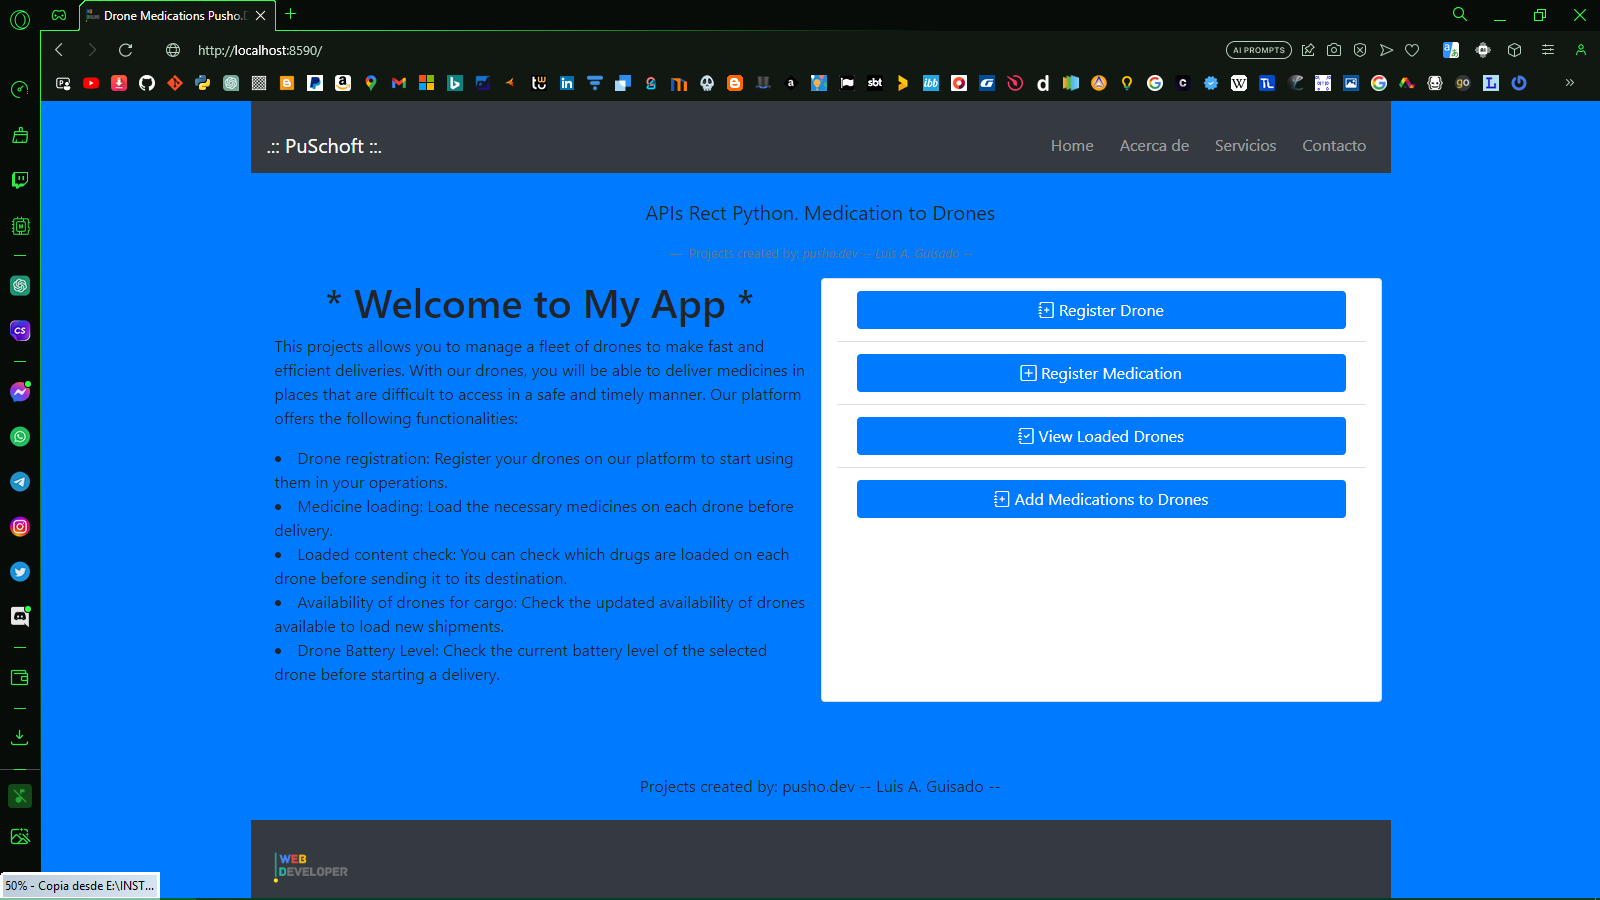 Drone Medications Pusho.D
http://localhost:8590/
AI PROMPTS
.:: PuSchoft ::.
Home
Acerca de
Servicios
Contacto
APIs Rect Python. Medication to Drones
— Projects created by: pusho.dev -- Luis A. Guisado --
* Welcome to My App *
This projects allows you to manage a fleet of drones to make fast and
efficient deliveries. With our drones, you will be able to deliver medicines in
places that are difficult to access in a safe and timely manner. Our platform
offers the following functionalities:
• Drone registration: Register your drones on our platform to start using
them in your operations.
• Medicine loading: Load the necessary medicines on each drone before
delivery.
• Loaded content check: You can check which drugs are loaded on each
drone before sending it to its destination.
• Availability of drones for cargo: Check the updated availability of drones
available to load new shipments.
• Drone Battery Level: Check the current battery level of the selected
drone before starting a delivery.
Register Drone
Register Medication
View Loaded Drones
Add Medications to Drones
Projects created by: pusho.dev -- Luis A. Guisado --
WEB
DEVELOPER
50% - Copia desde E:\INST...